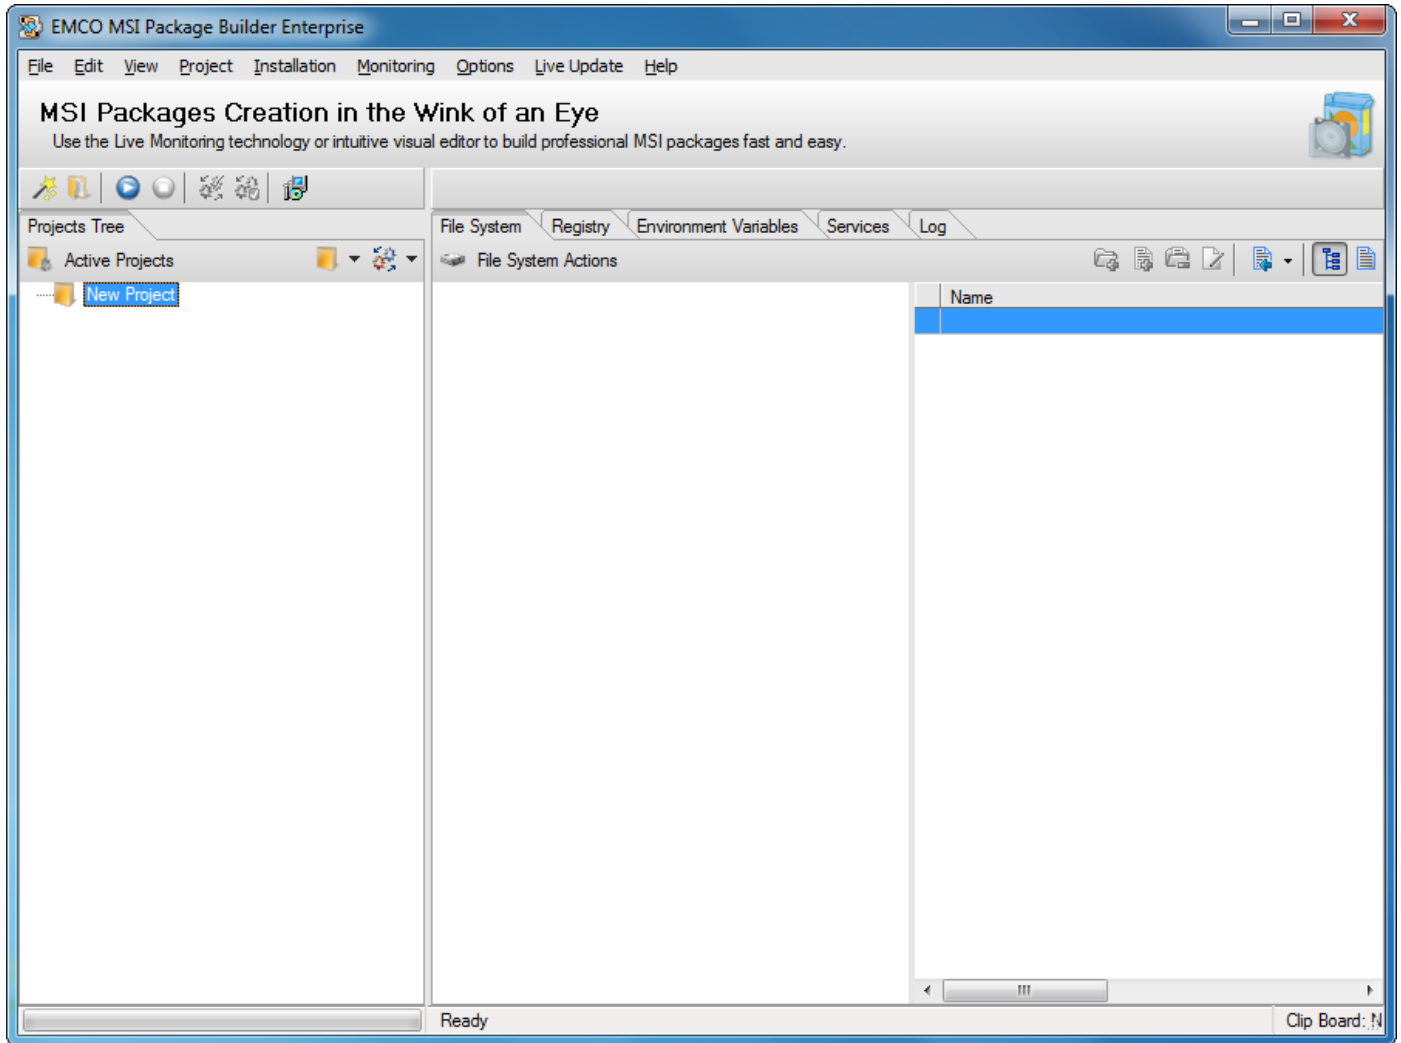 EMCO MSI Package Builder Enterprise
File Edit View Project Installation Monitoring Options Live Update Help
MSI Packages Creation in the Wink of an Eye
Use the Live Monitoring technology or intuitive visual editor to build professional MSI packages fast and easy.
Projects Tree
File System Registry Environment Variables Services Log
Active Projects
File System Actions
New Project
Name
Ready
Clip Board: N